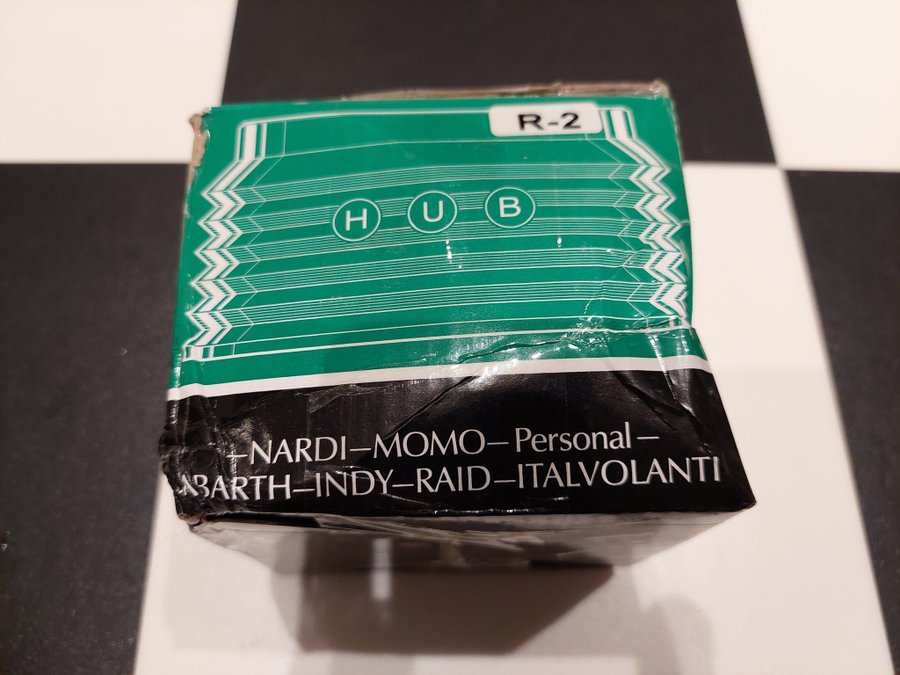 R-2
H U B
–NARDI–MOMO–Personal–
ABARTH–INDY–RAID–ITALVOLANTI